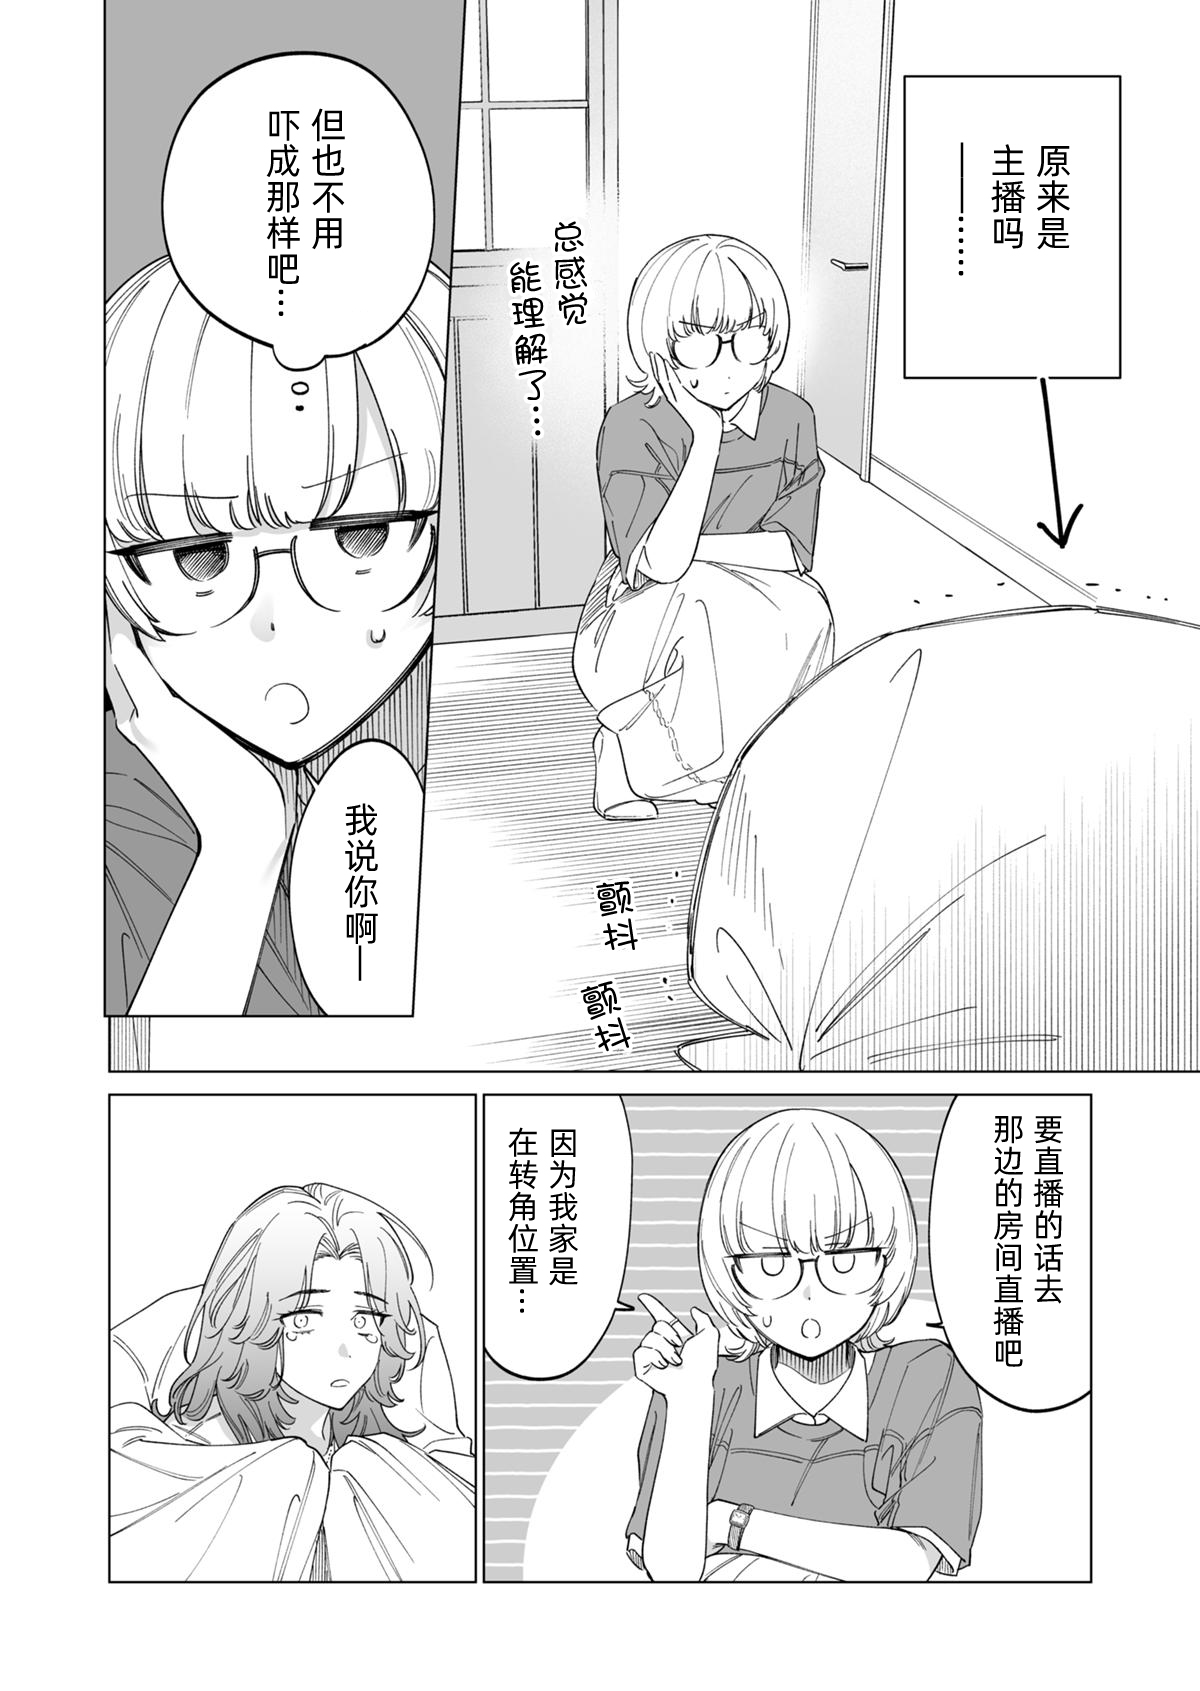 原来是
主播吗
——……
总感觉
能理解了…
颤抖
颤抖
但也不用
吓成那样吧…
我说你啊—
要直播的话去
那边的房间直播吧
因为我家是
在转角位置…